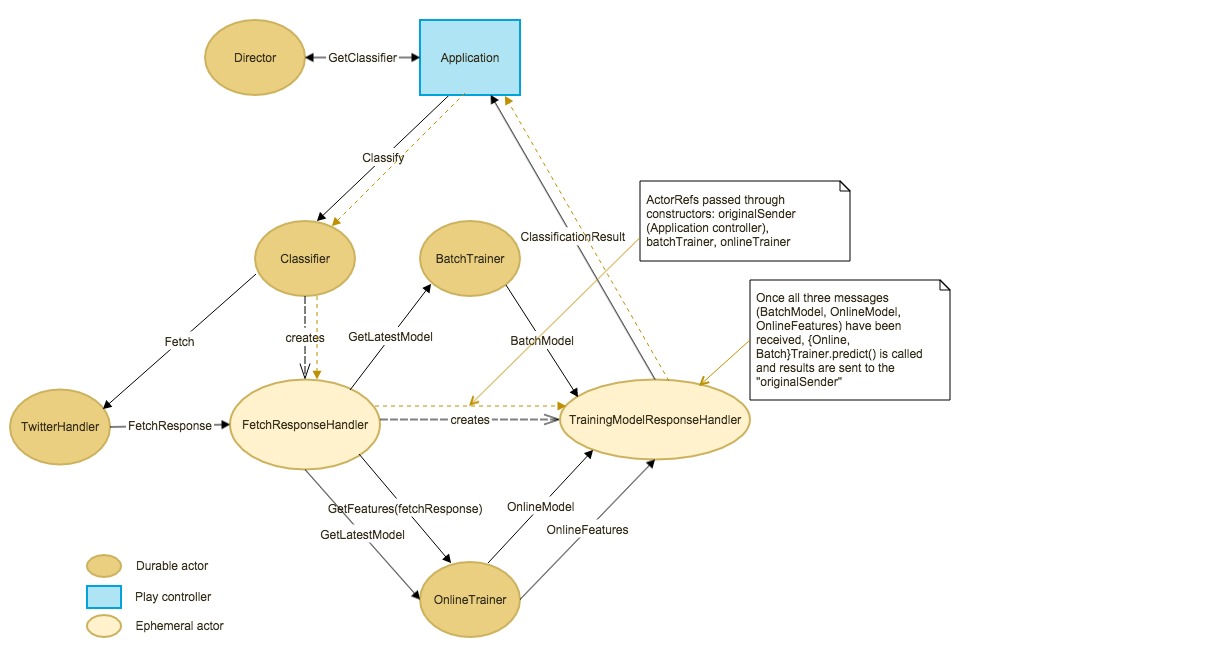 Director
GetClassifier
Application
Classify
ActorRefs passed through
constructors: originalSender
(Application controller),
batchTrainer, onlineTrainer
ClassificationResult
Classifier
BatchTrainer
Once all three messages
(BatchModel, OnlineModel,
OnlineFeatures) have been
received, {Online,
Batch}Trainer.predict() is called
and results are sent to the
"originalSender"
Fetch
creates
GetLatestModel
BatchModel
TwitterHandler
FetchResponse
FetchResponseHandler
creates
TrainingModelResponseHandler
GetFeatures(fetchResponse)
OnlineModel
GetLatestModel
OnlineFeatures
OnlineTrainer
Durable actor
Play controller
Ephemeral actor